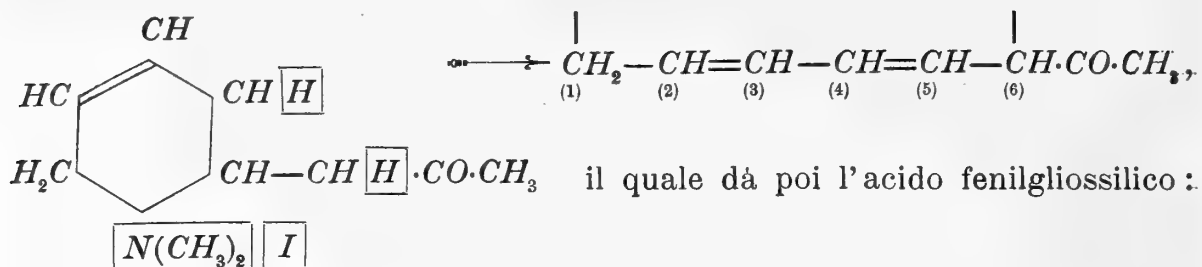 CH
HC CH H
H₂C CH—CH H ·CO·CH₃
N(CH₃)₂ I
CH₂—CH=CH—CH=CH—CH·CO·CH₃,
(1) (2) (3) (4) (5) (6)
il quale dà poi l'acido fenilgliossilico: